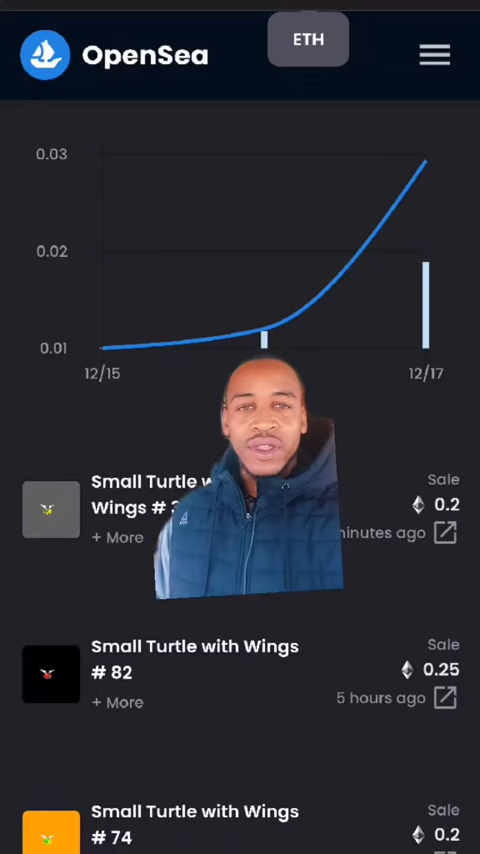 OpenSea
ETH
0.03
0.02
0.01
12/15
12/17
Small Turtle
Wings #
+ More
Sale
0.2
minutes ago
Small Turtle with Wings
# 82
+ More
Sale
0.25
5 hours ago
Small Turtle with Wings
# 74
Sale
0.2